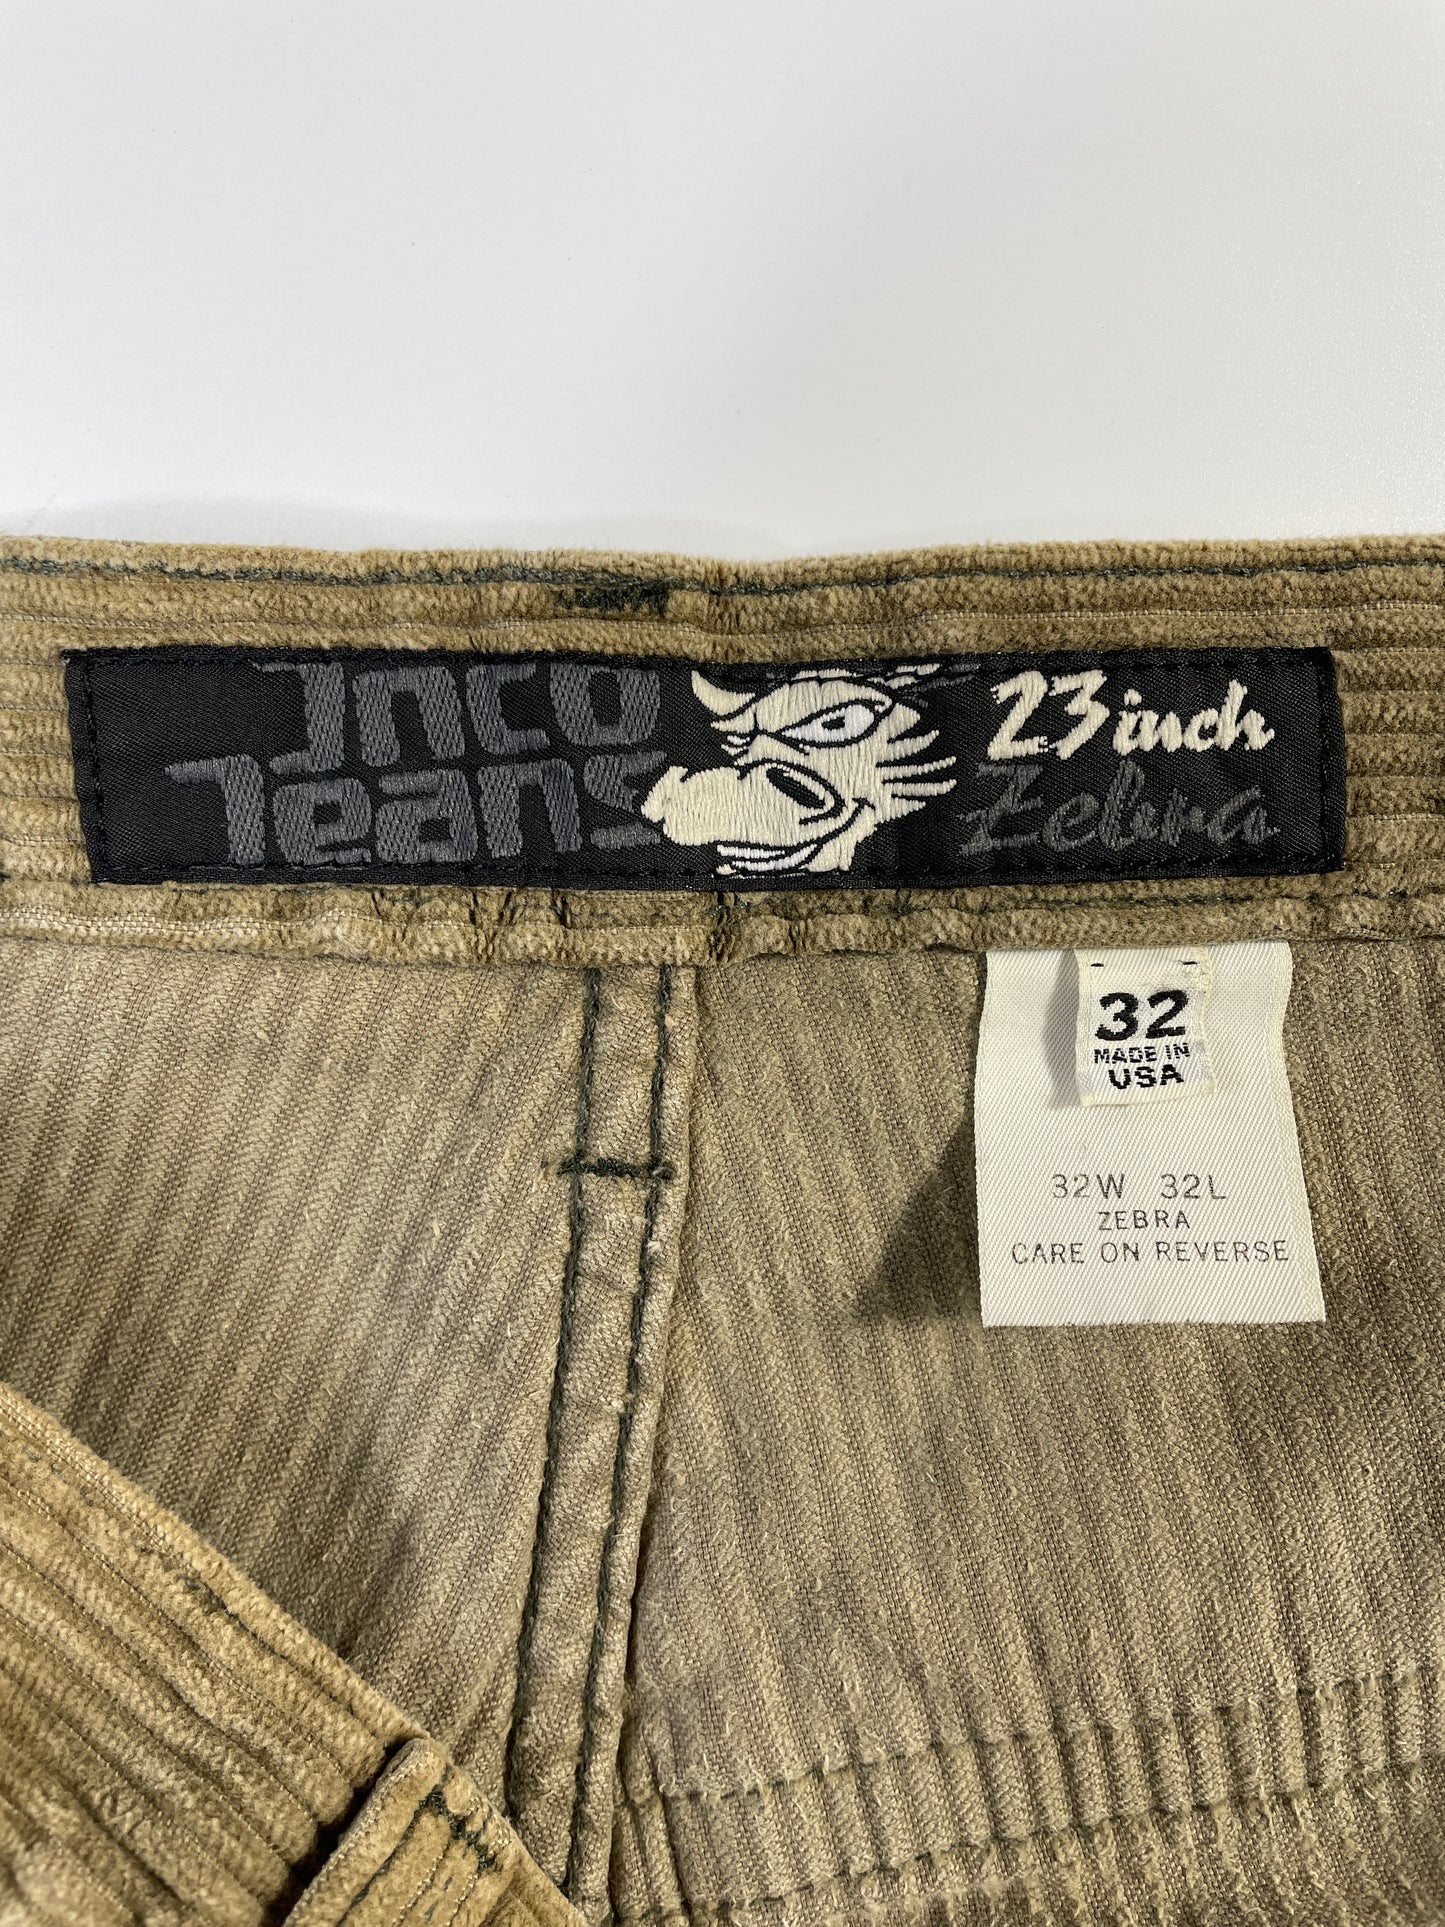 Jnco
Jeans
23 inch
Zebra
32
MADE IN
USA
32W 32L
ZEBRA
CARE ON REVERSE